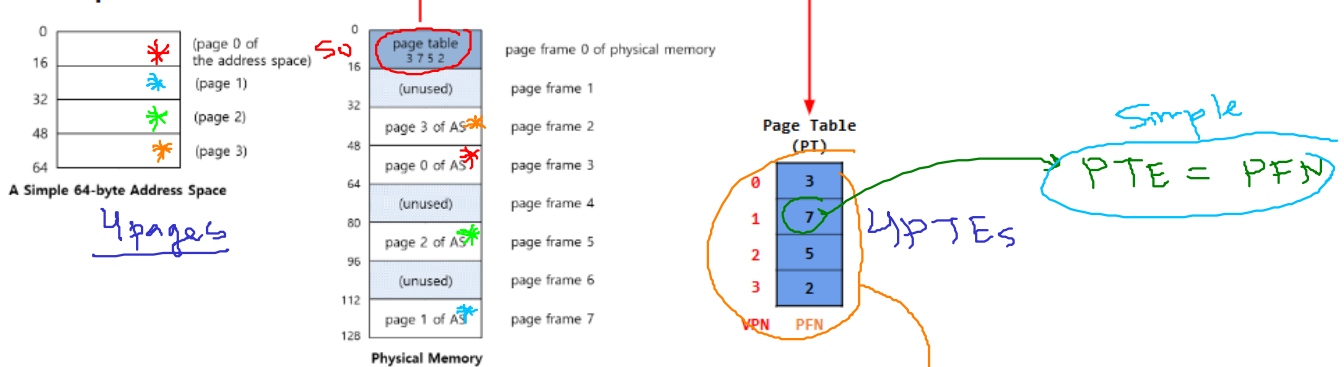 0
(page 0 of
the address space)
16
(page 1)
32
(page 2)
48
(page 3)
64
A Simple 64-byte Address Space
4 pages
0
page table
3 7 5 2
page frame 0 of physical memory
16
(unused)
page frame 1
32
page 3 of AS
page frame 2
48
page 0 of AS
page frame 3
64
(unused)
page frame 4
80
page 2 of AS
page frame 5
96
(unused)
page frame 6
112
page 1 of AS
page frame 7
128
Physical Memory
Page Table
(PT)
0 3
1 7
2 5
3 2
VPN PFN
4 PTEs
Simple
PTE = PFN